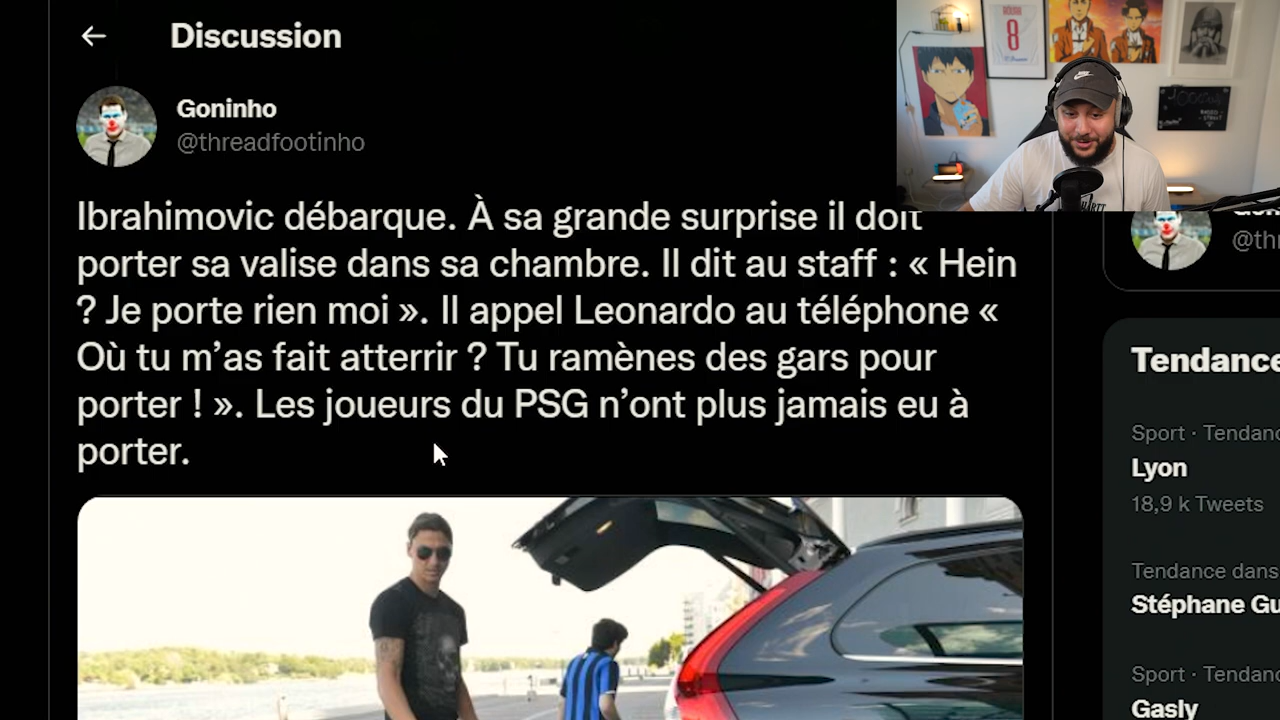 Discussion
Goninho
@threadfootinho
Ibrahimovic débarque. À sa grande surprise il doit
porter sa valise dans sa chambre. Il dit au staff : « Hein
? Je porte rien moi ». Il appel Leonardo au téléphone «
Où tu m’as fait atterrir ? Tu ramènes des gars pour
porter ! ». Les joueurs du PSG n’ont plus jamais eu à
porter.
8
@thr
Tendance
Sport · Tendanc
Lyon
18,9 k Tweets
Tendance dans
Stéphane Gu
Sport · Tendanc
Gasly